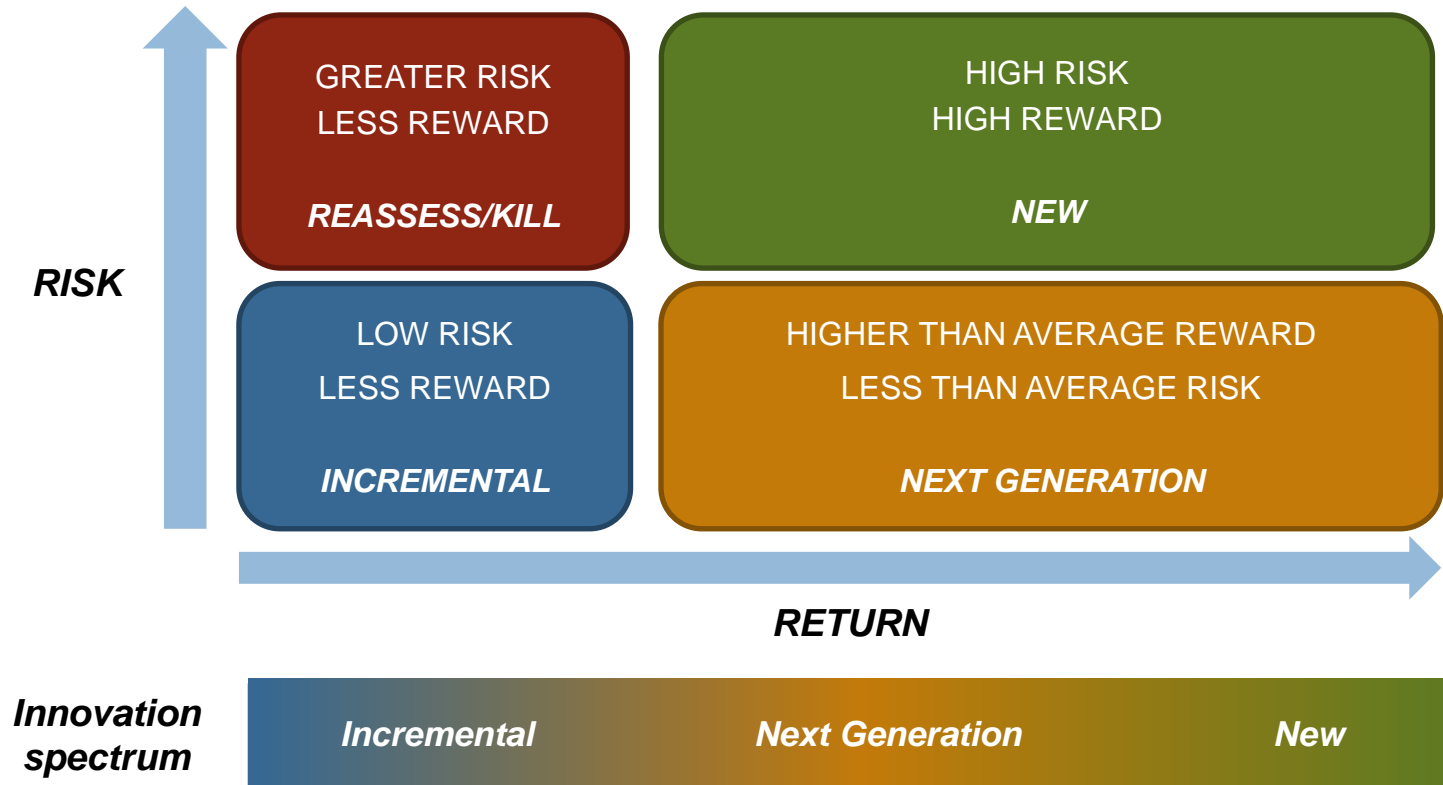 GREATER RISK
LESS REWARD
REASSESS/KILL
HIGH RISK
HIGH REWARD
NEW
RISK
LOW RISK
LESS REWARD
INCREMENTAL
HIGHER THAN AVERAGE REWARD
LESS THAN AVERAGE RISK
NEXT GENERATION
RETURN
Innovation
spectrum
Incremental
Next Generation
New